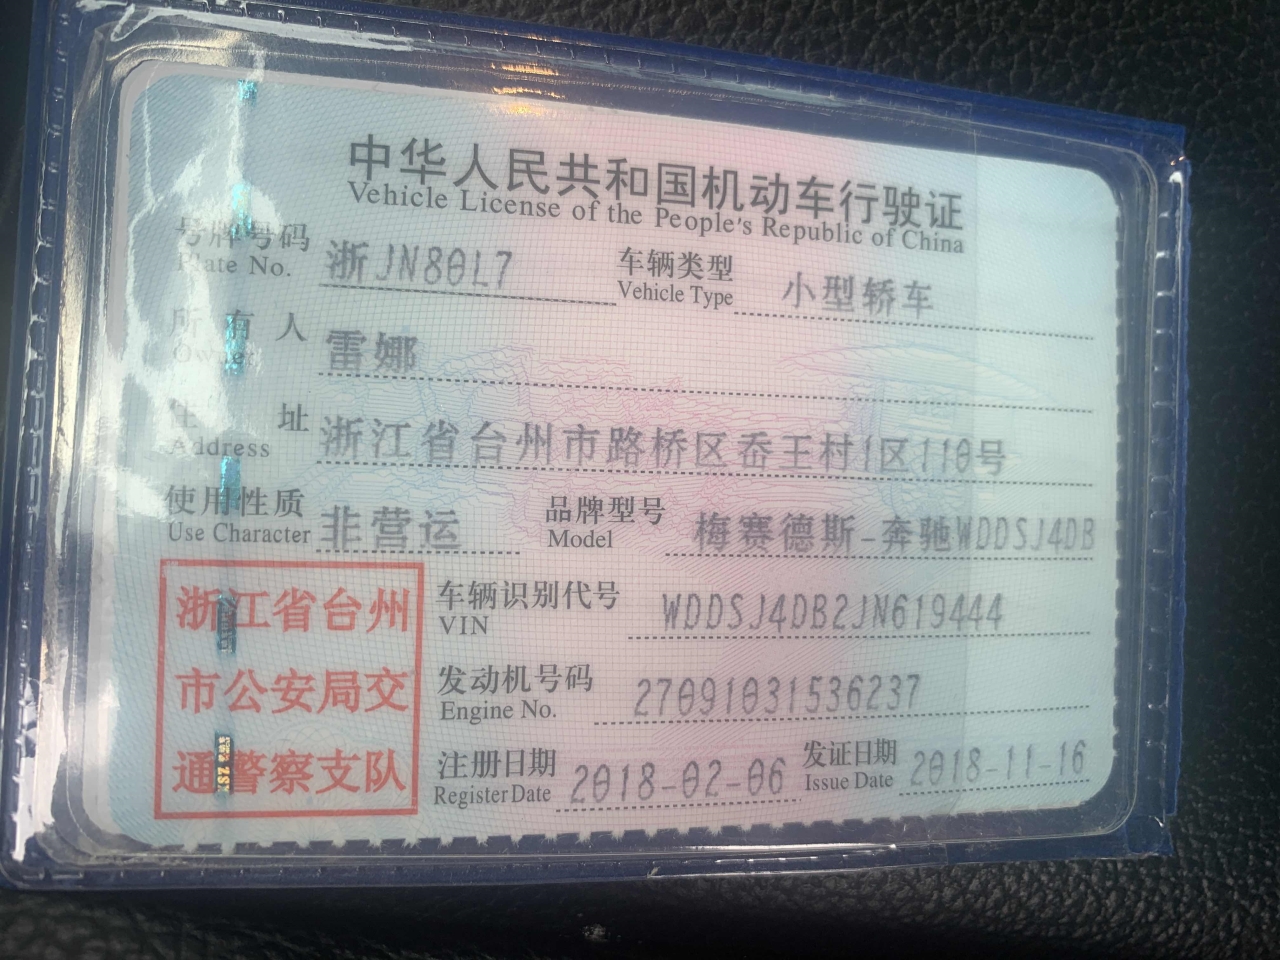 中华人民共和国机动车行驶证
Vehicle License of the People's Republic of China
号牌号码 浙JN80L7 车辆类型 小型轿车
Plate No. Vehicle Type
所有人 雷娜
Owner
住址 浙江省台州市路桥区岙王村1区110号
Address
使用性质 非营运 品牌型号 梅赛德斯-奔驰WDDSJ4DB
Use Character Model
车辆识别代号 WDDSJ4DB2JN619444
VIN
发动机号码 27091031536237
Engine No.
注册日期 2018-02-06 发证日期 2018-11-16
Register Date Issue Date
浙江省台州
市公安局交
通警察支队